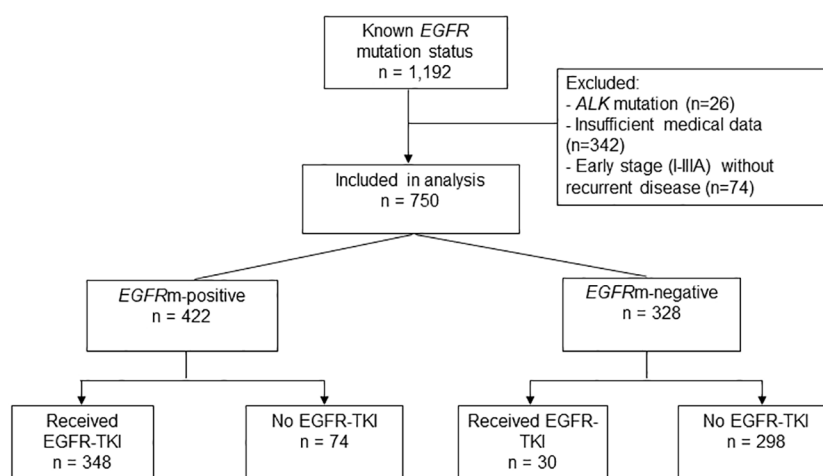 Known EGFR
mutation status
n = 1,192
Excluded:
- ALK mutation (n=26)
- Insufficient medical data
(n=342)
- Early stage (I-IIIA) without
recurrent disease (n=74)
Included in analysis
n = 750
EGFRm-positive
n = 422
EGFRm-negative
n = 328
Received
EGFR-TKI
n = 348
No EGFR-TKI
n = 74
Received EGFR-
TKI
n = 30
No EGFR-TKI
n = 298